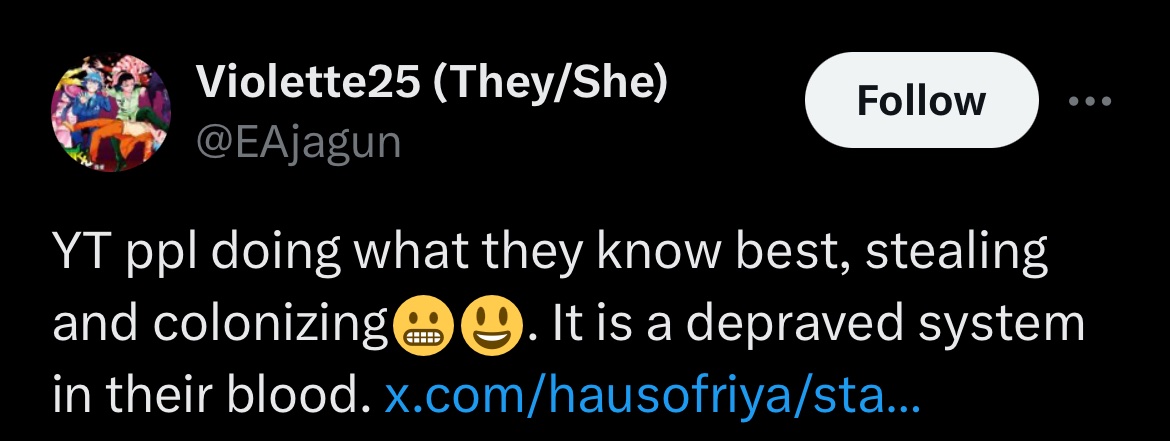 Violette25 (They/She)
@EAjagun
Follow
YT ppl doing what they know best, stealing
and colonizing😬😃. It is a depraved system
in their blood. x.com/hausofriya/sta...